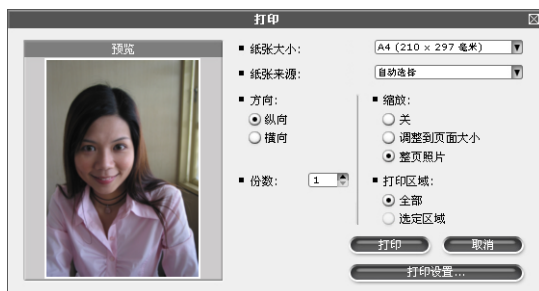 打印
预览
纸张大小:
A4 (210 × 297 毫米)
纸张来源:
自动选择
方向:
纵向
横向
缩放:
关
调整到页面大小
整页照片
份数:
1
打印区域:
全部
选定区域
打印
取消
打印设置...